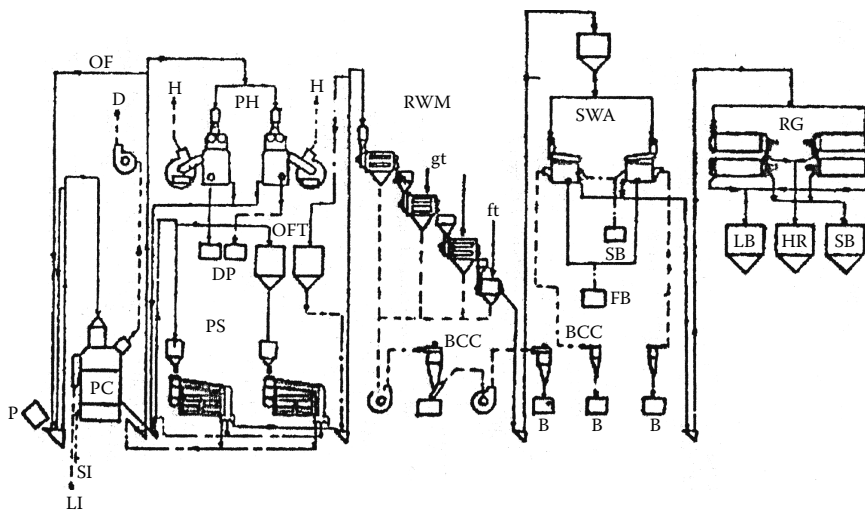 OF
D
H
PH
H
RWM
gt
ft
SWA
RG
OFT
DP
SB
FB
LB
HR
SB
PS
BCC
BCC
PC
P
B
B
B
SI
LI